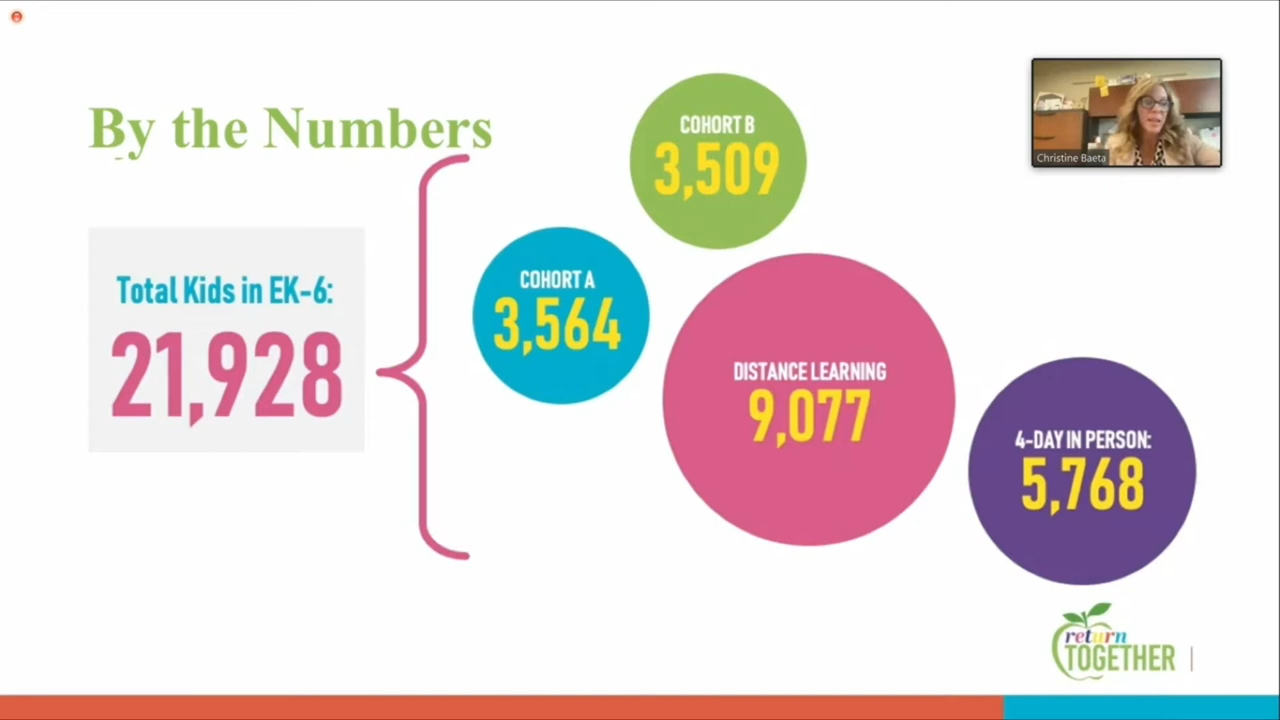 By the Numbers
Total Kids in EK-6:
21,928
COHORT A
3,564
COHORT B
3,509
DISTANCE LEARNING
9,077
4-DAY IN PERSON:
5,768
Christine Baeta
return
TOGETHER